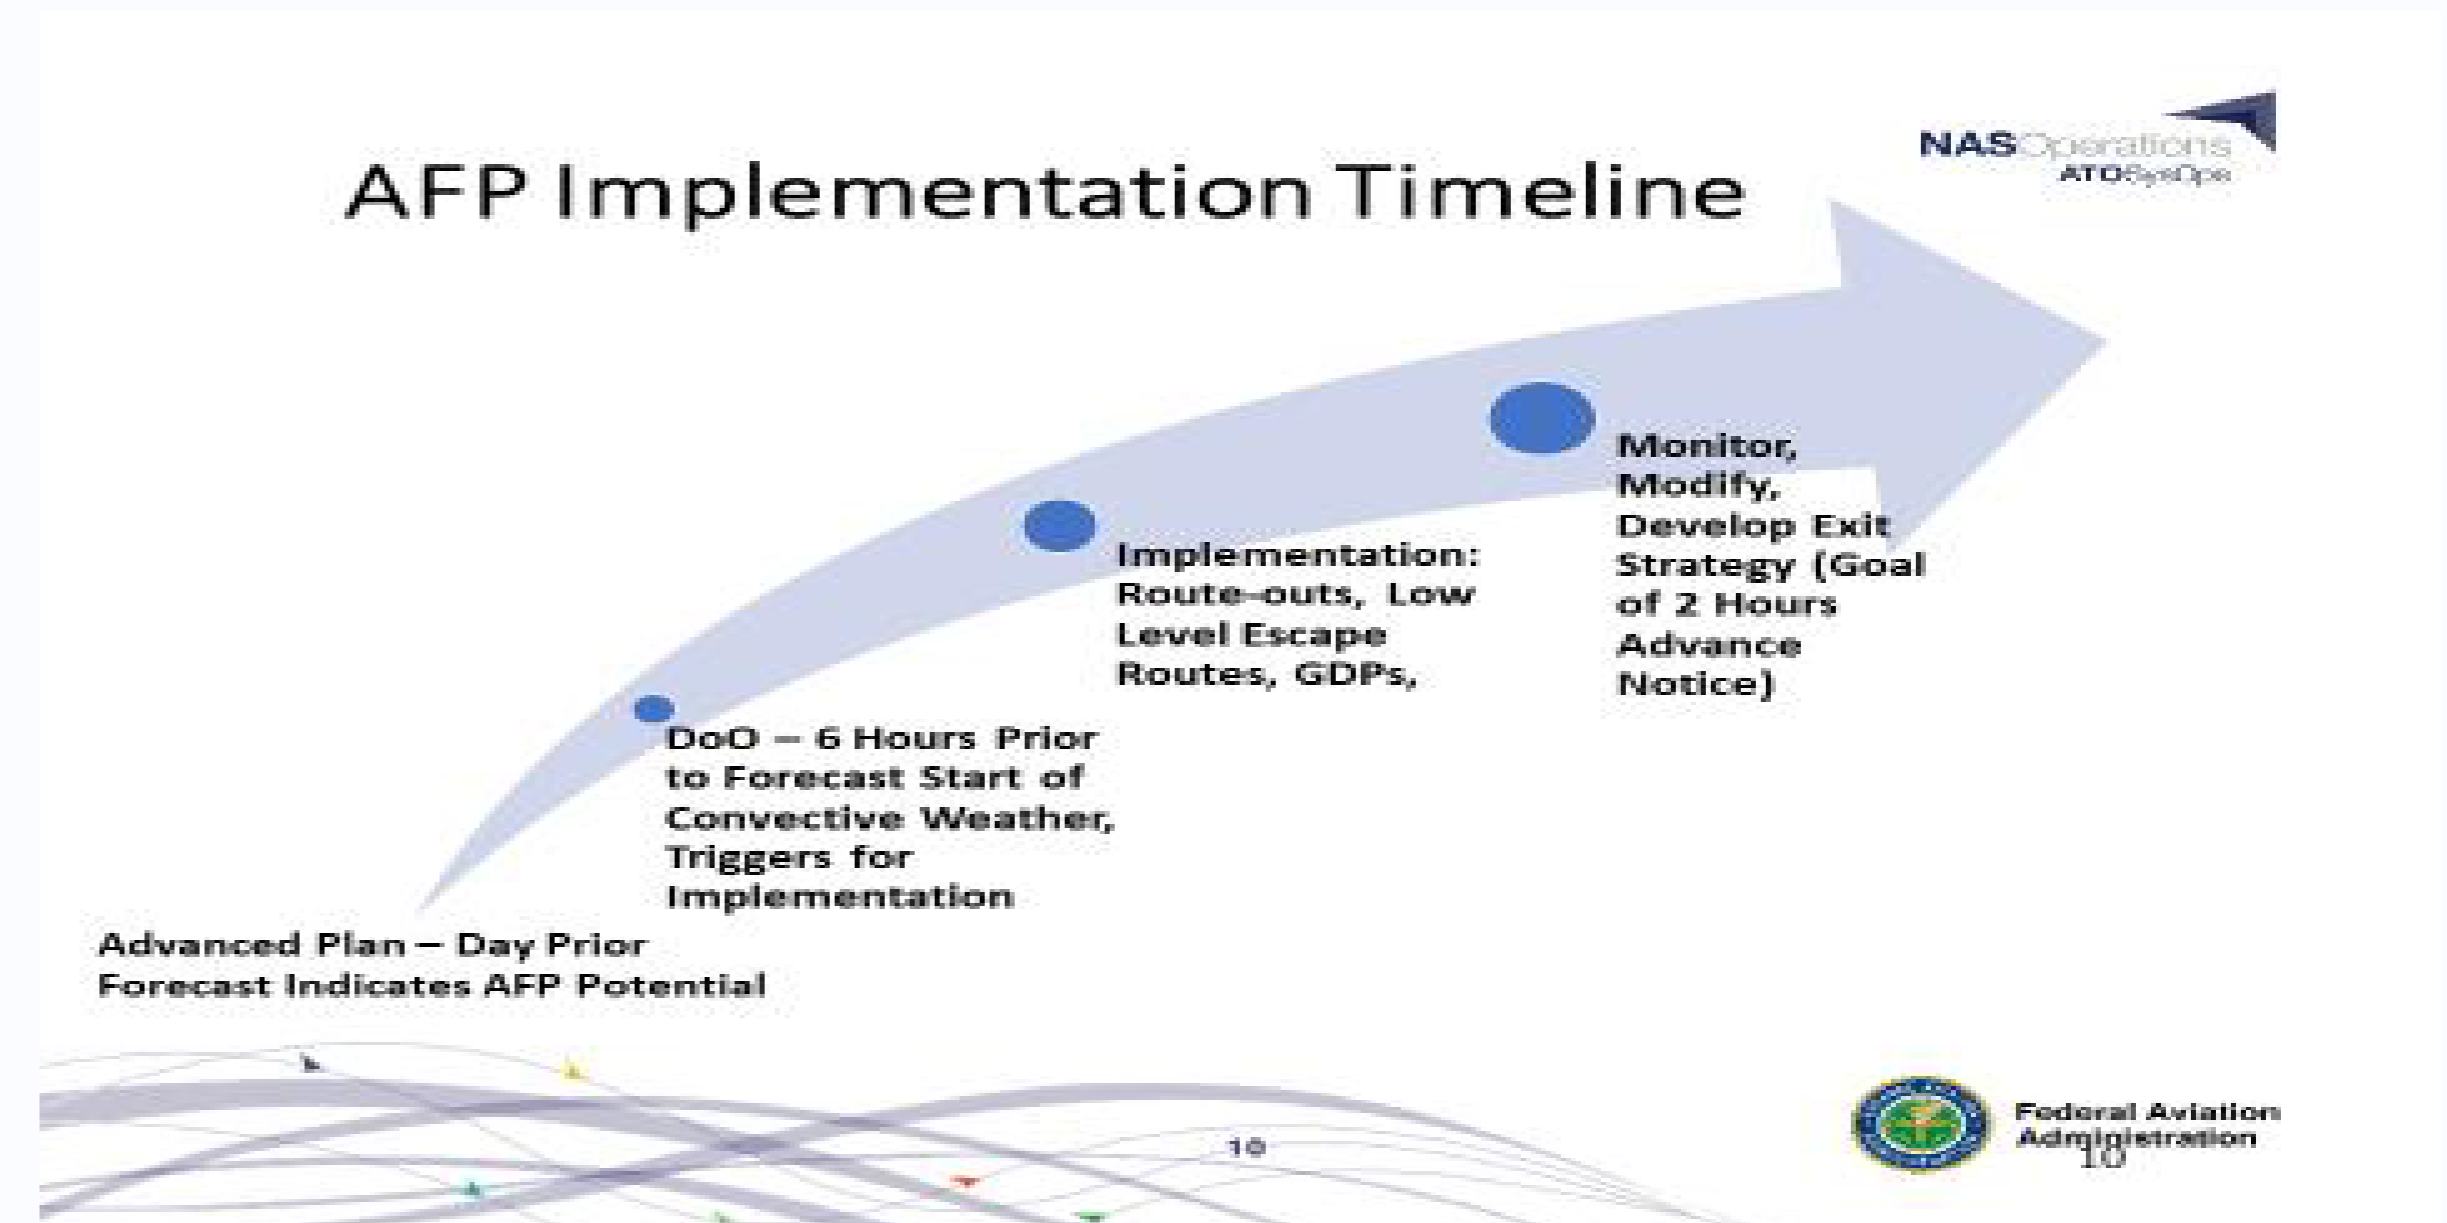 NASOperations
ATOSysOps
AFP Implementation Timeline
Monitor,
Modify,
Develop Exit
Strategy (Goal
of 2 Hours
Advance
Notice)
Implementation:
Route-outs, Low
Level Escape
Routes, GDPs,
DoO – 6 Hours Prior
to Forecast Start of
Convective Weather,
Triggers for
Implementation
Advanced Plan – Day Prior
Forecast Indicates AFP Potential
10
Federal Aviation
Administration
10